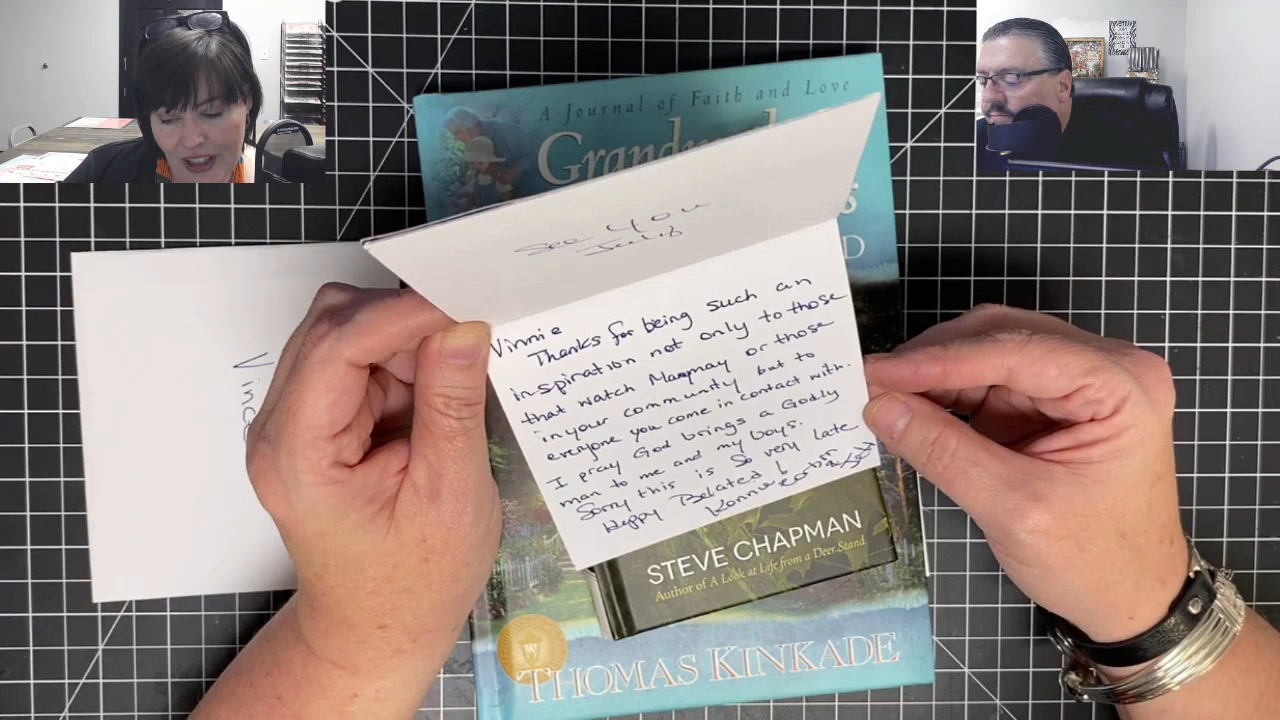 A Journal of Faith and Love
See You
Vinnie
Thanks for being such an
inspiration not only to those
that watch or those
in your community but to
everyone you come in contact with.
I pray God brings a Godly
man to me and my boys.
Sorry this is so very late
Happy Belated
Konnie
STEVE CHAPMAN
Author of A Look at Life from a Deer Stand
THOMAS KINKADE